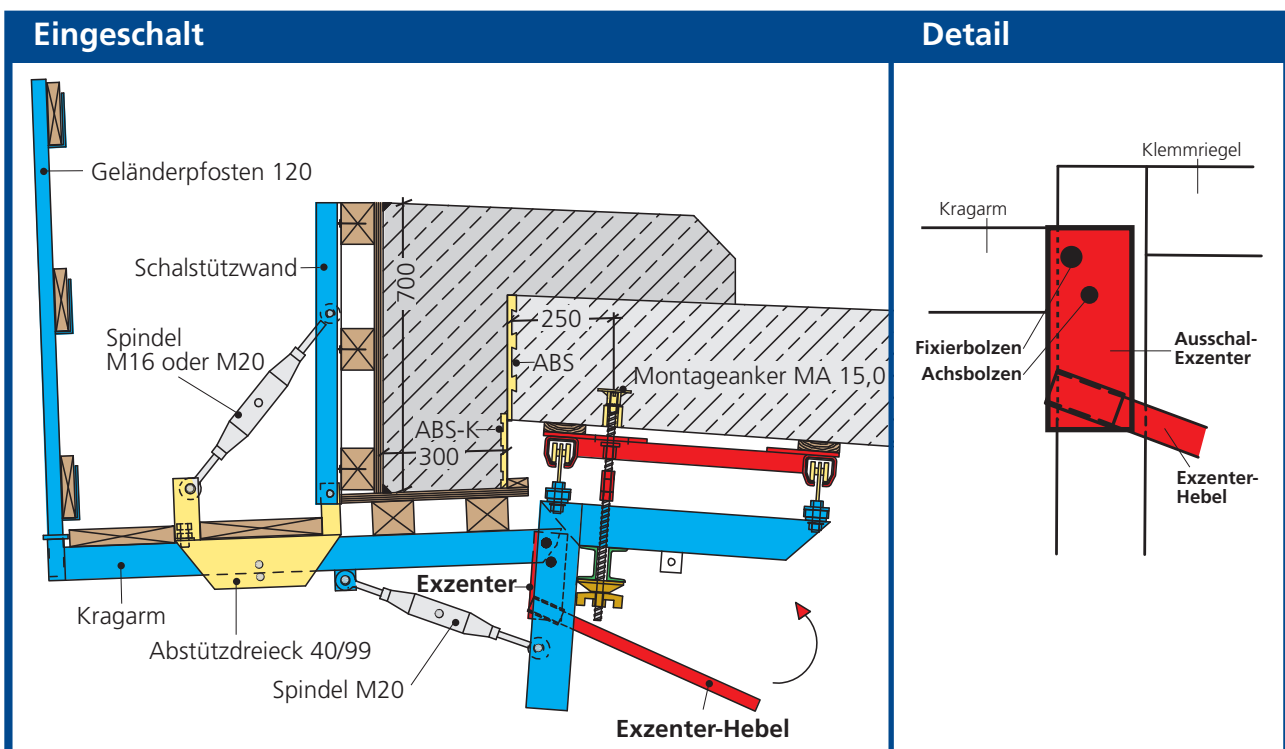 Eingeschalt
Detail
Geländerpfosten 120
Schalstützwand
Spindel
M16 oder M20
700
250
ABS
Montageanker MA 15,0
ABS-K
300
Exzenter
Kragarm
Abstützdreieck 40/99
Spindel M20
Exzenter-Hebel
Klemmriegel
Kragarm
Fixierbolzen
Achsbolzen
Ausschal-
Exzenter
Exzenter-
Hebel